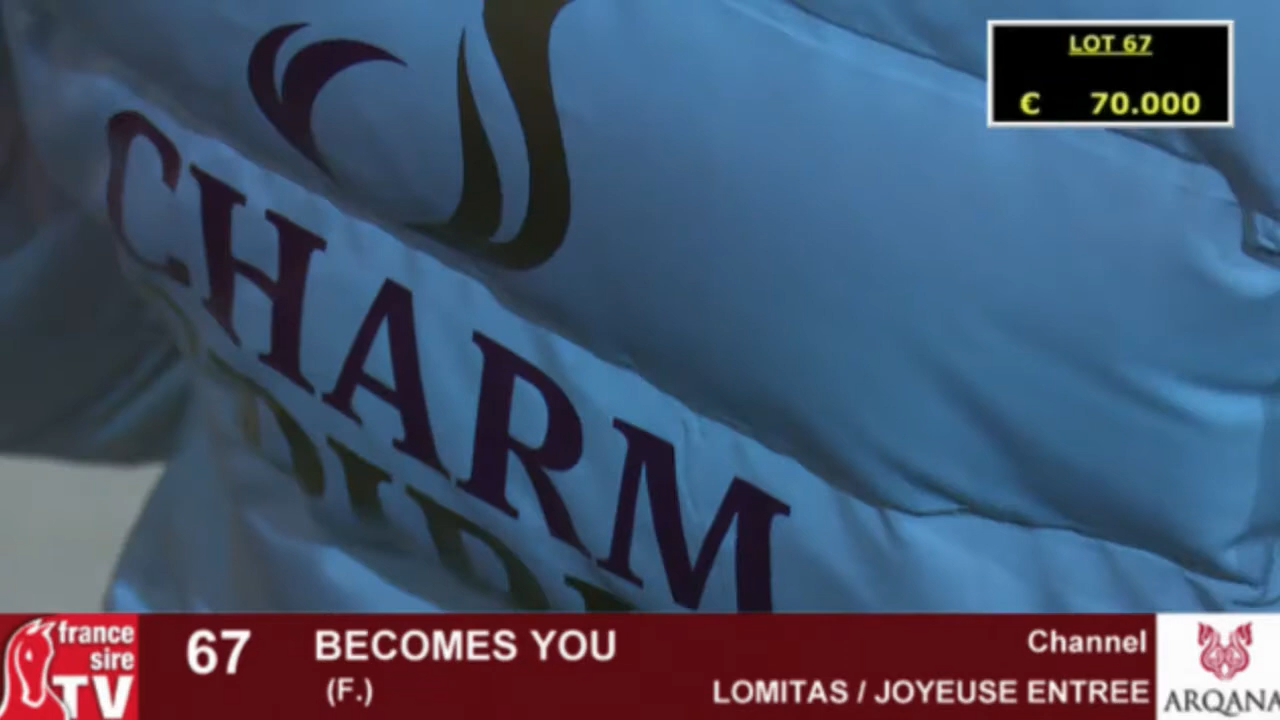 LOT 67
€ 70.000
CHARM
france
sire
TV
67 BECOMES YOU
(F.)
Channel
LOMITAS / JOYEUSE ENTREE
ARQANA